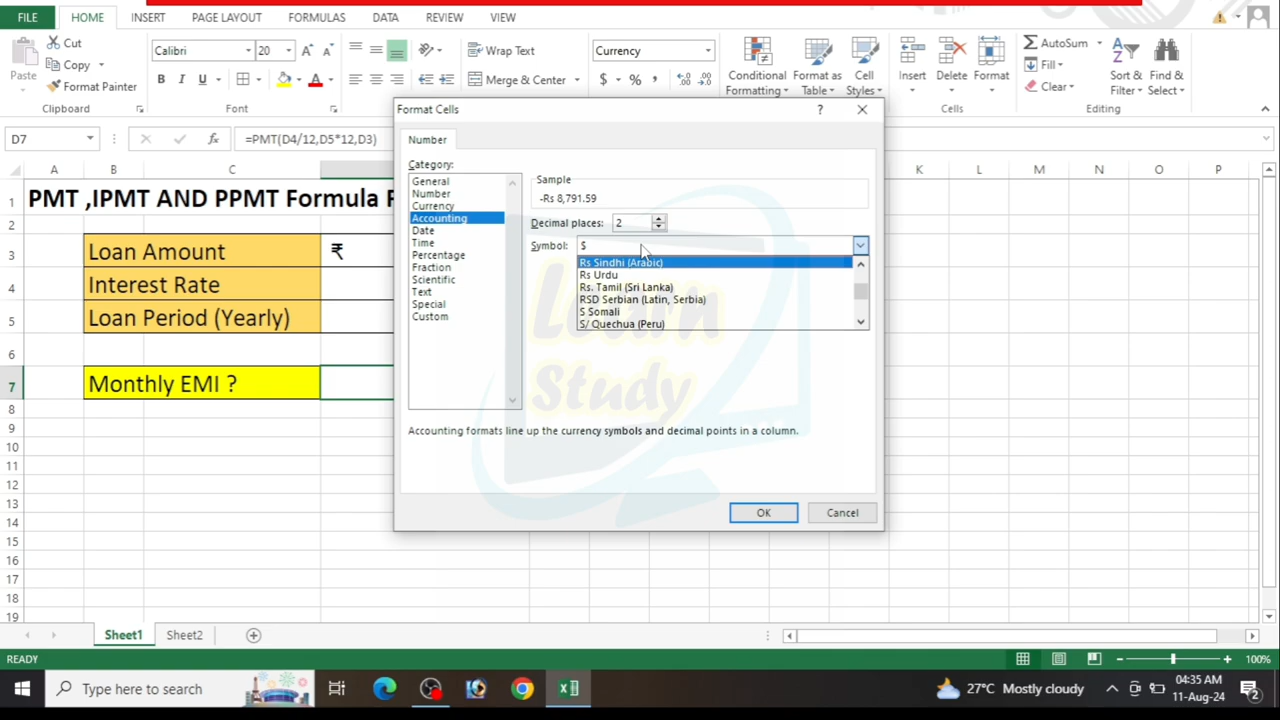 FILE HOME INSERT PAGE LAYOUT FORMULAS DATA REVIEW VIEW
Paste Cut
Copy
Format Painter
Clipboard
Calibri 20 A A
B I U A
Font
Wrap Text
Merge & Center
Currency
$ % ,
Conditional Formatting
Format as Table
Cell Styles
Insert Delete Format
Cells
AutoSum
Fill
Clear
Sort & Filter
Find & Select
Editing
D7 fx =PMT(D4/12,D5*12,D3)
A B C K L M N O P
1 PMT ,IPMT AND PPMT Formula F
2
3 Loan Amount ₹
4 Interest Rate
5 Loan Period (Yearly)
6
7 Monthly EMI ?
8
9
10
11
12
13
14
15
16
17
18
19
Format Cells ?
Number
Category:
General
Number
Currency
Accounting
Date
Time
Percentage
Fraction
Scientific
Text
Special
Custom
Sample
-Rs 8,791.59
Decimal places: 2
Symbol: $
Rs Sindhi (Arabic)
Rs Urdu
Rs. Tamil (Sri Lanka)
RSD Serbian (Latin, Serbia)
S Somali
S/ Quechua (Peru)
Learn
Study
Accounting formats line up the currency symbols and decimal points in a column.
OK Cancel
Sheet1 Sheet2
READY 100%
Type here to search
27°C Mostly cloudy
04:35 AM
11-Aug-24
2